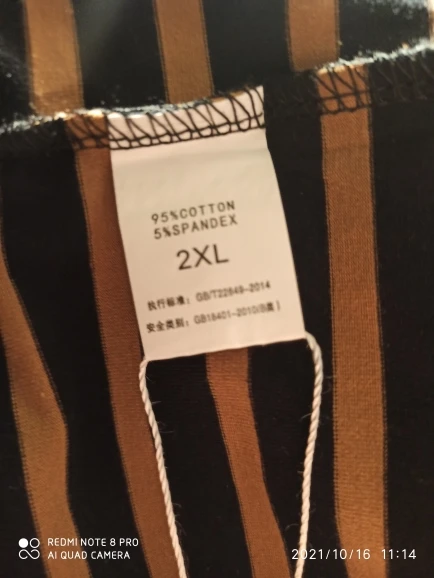 95%COTTON
5%SPANDEX
2XL
执行标准: GB/T22849-2014
安全类别: GB18401-2010(B类)
REDMI NOTE 8 PRO
AI QUAD CAMERA
2021/10/16 11:14